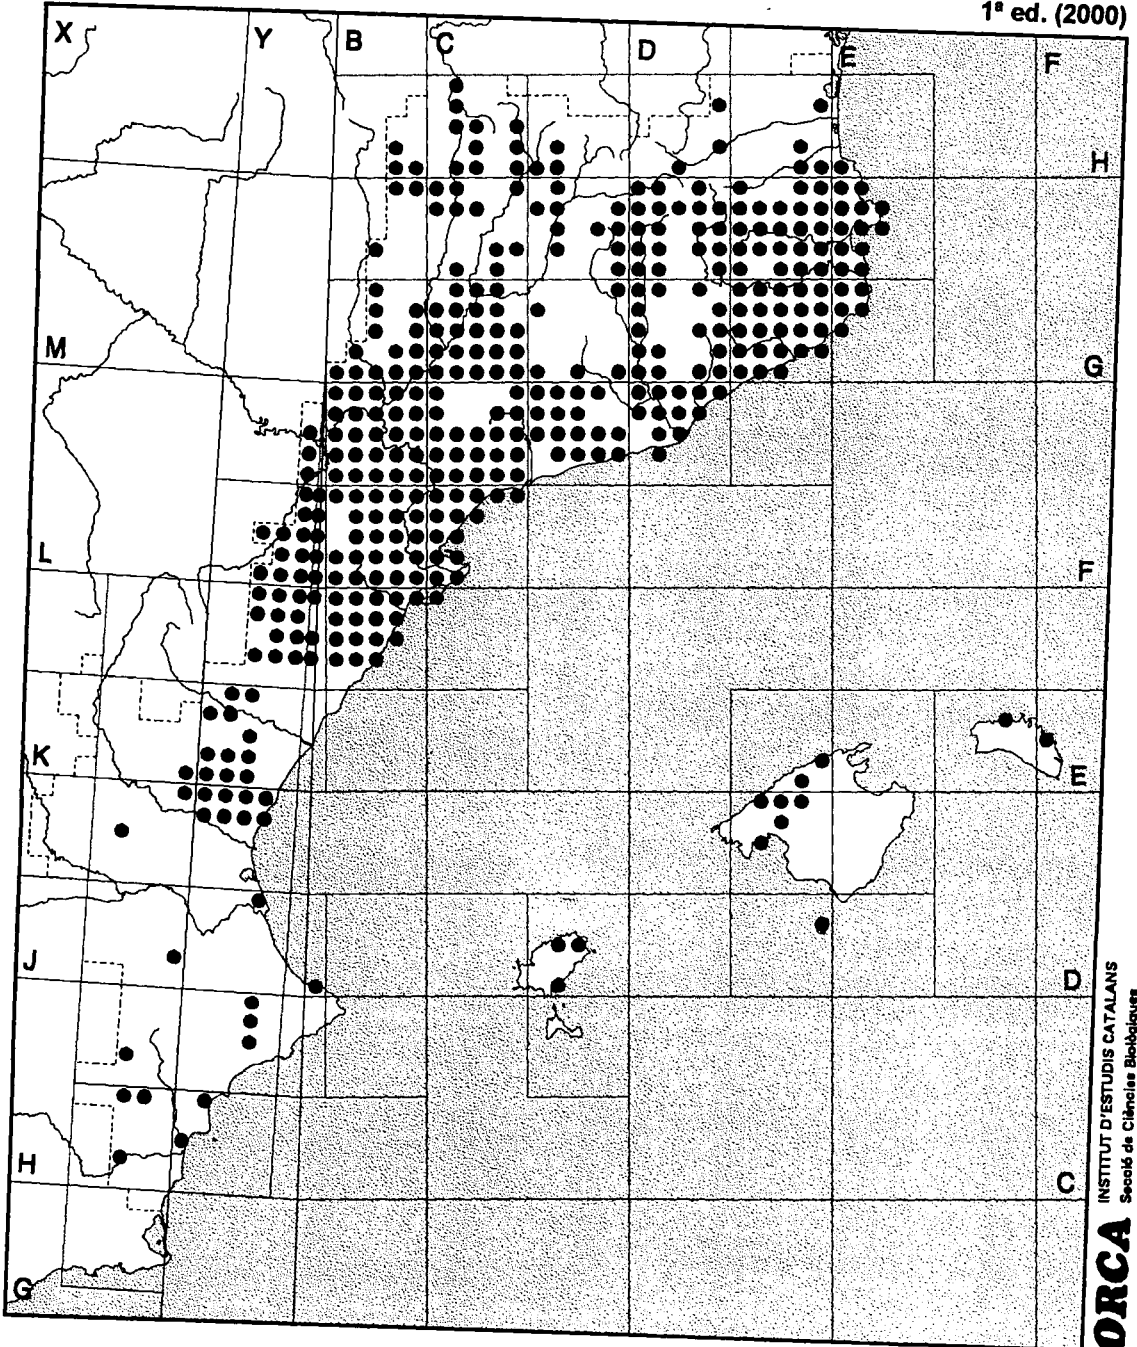 1ª ed. (2000)
X Y B C D E F
H
M G
L F
K E
J D
H C
G
ORCA
INSTITUT D'ESTUDIS CATALANS
Secció de Ciències Biològiques